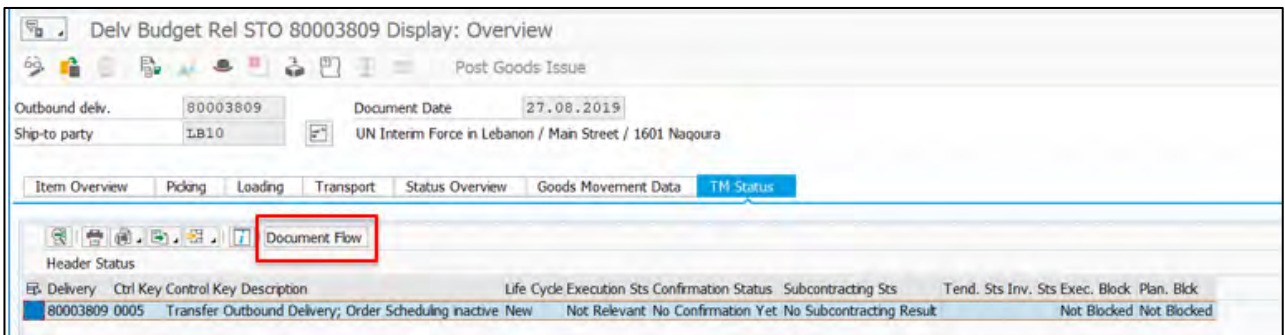 Delv Budget Rel STO 80003809 Display: Overview
Post Goods Issue
Outbound delv. 80003809 Document Date 27.08.2019
Ship-to party LB10 UN Interim Force in Lebanon / Main Street / 1601 Naqoura
Item Overview Picking Loading Transport Status Overview Goods Movement Data TM Status
Document Flow
Header Status
Delivery Ctrl Key Control Key Description Life Cycle Execution Sts Confirmation Status Subcontracting Sts Tend. Sts Inv. Sts Exec. Block Plan. Blck
80003809 0005 Transfer Outbound Delivery; Order Scheduling inactive New Not Relevant No Confirmation Yet No Subcontracting Result Not Blocked Not Blocked